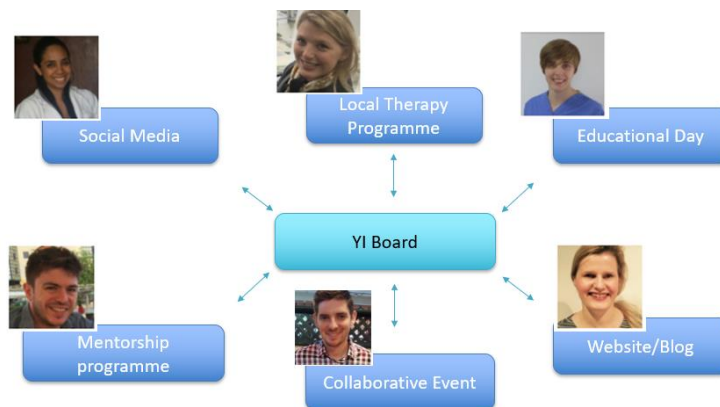 Social Media
Local Therapy
Programme
Educational Day
YI Board
Mentorship
programme
Collaborative Event
Website/Blog